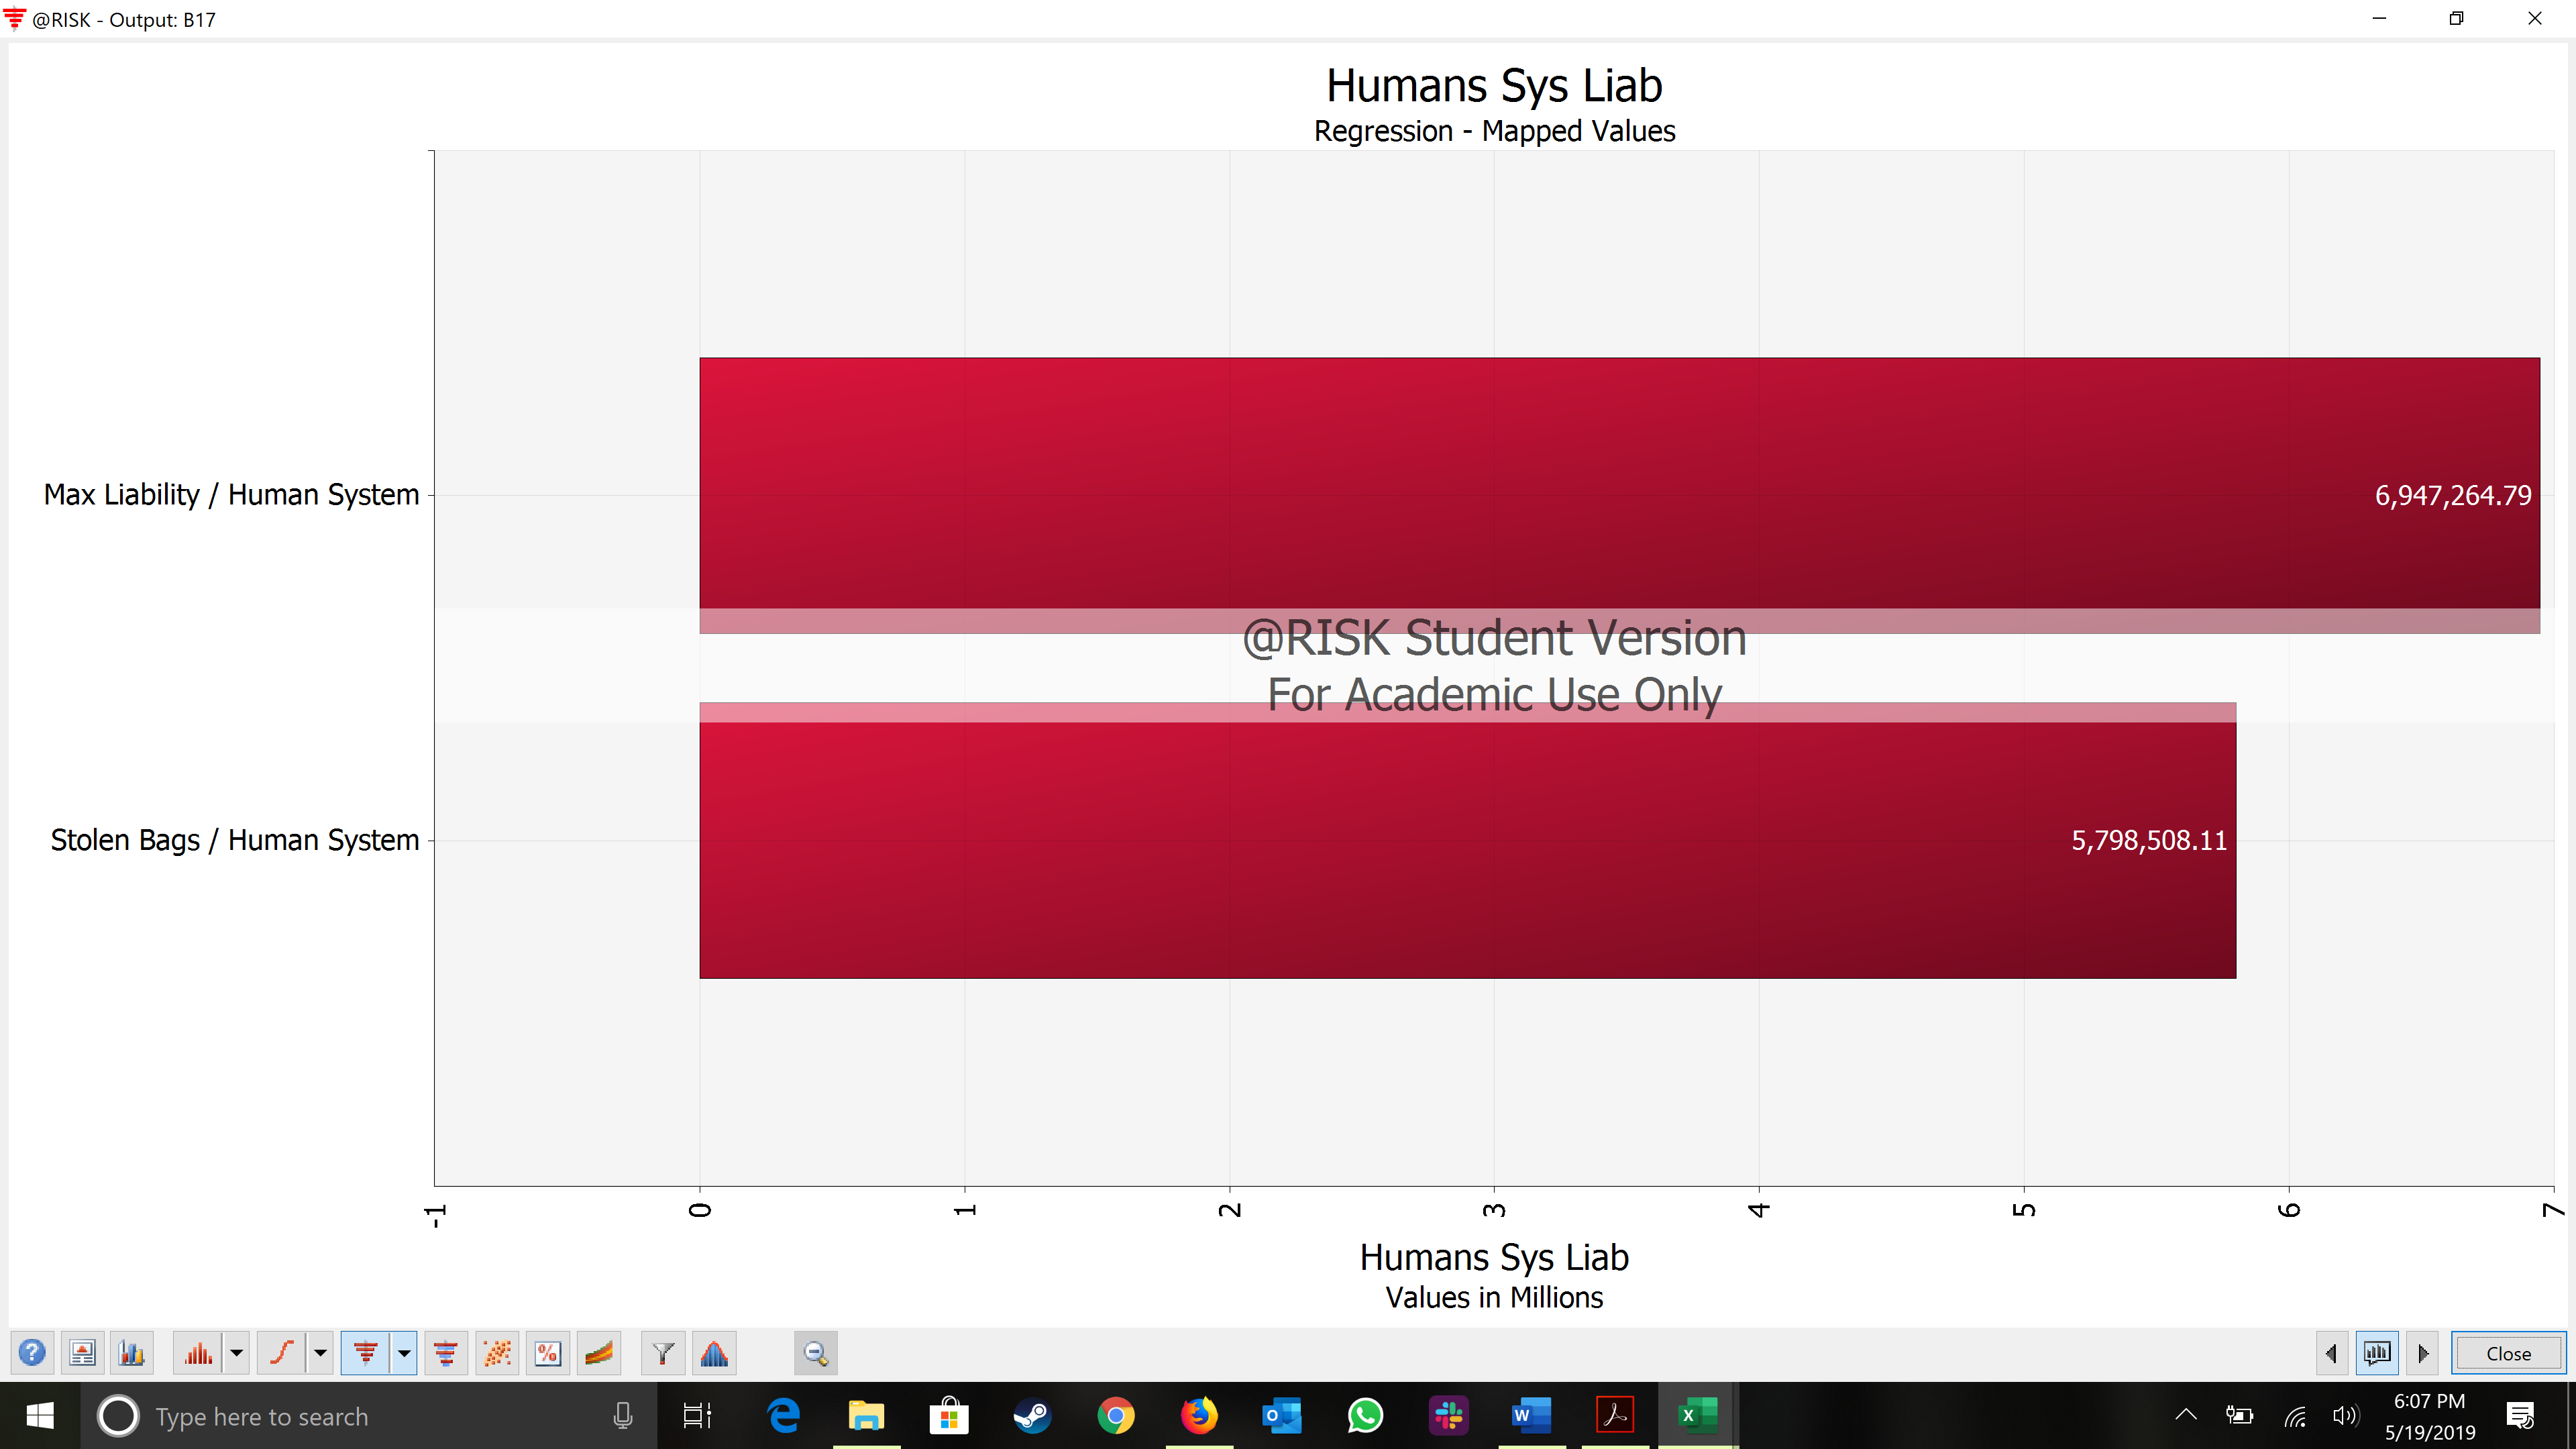 @RISK - Output: B17
Humans Sys Liab
Regression - Mapped Values
Max Liability / Human System
6,947,264.79
@RISK Student Version
For Academic Use Only
Stolen Bags / Human System
5,798,508.11
-1
0
1
2
3
4
5
6
7
Humans Sys Liab
Values in Millions
Close
Type here to search
6:07 PM
5/19/2019